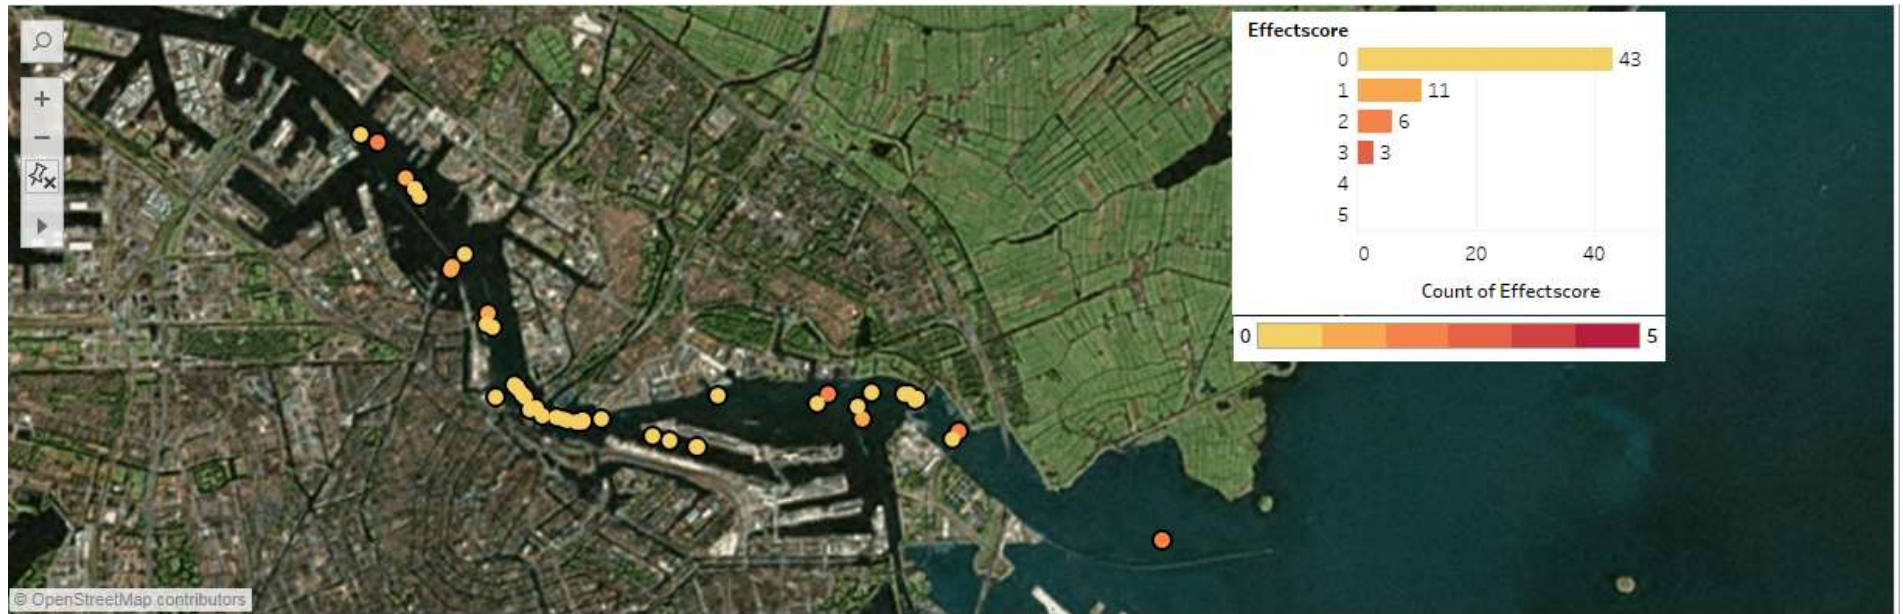 Effectscore
0 43
1 11
2 6
3 3
4
5
0 20 40
Count of Effectscore
0 5
© OpenStreetMap contributors